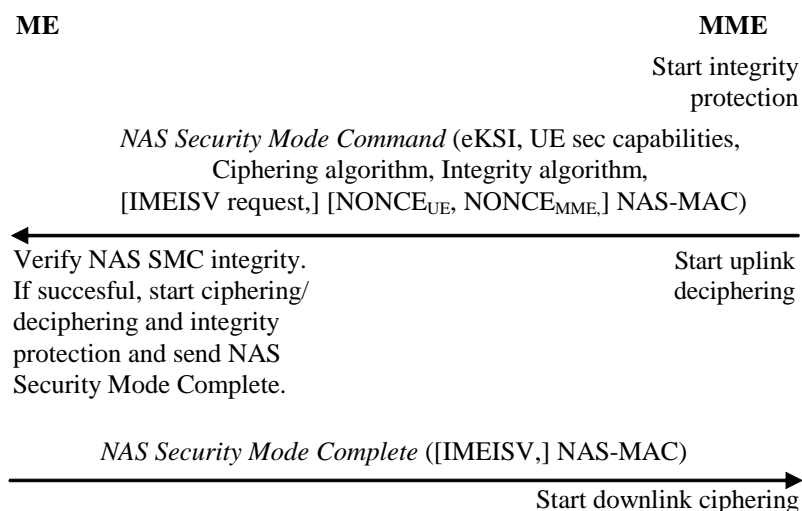 ME
MME
Start integrity
protection
NAS Security Mode Command (eKSI, UE sec capabilities,
Ciphering algorithm, Integrity algorithm,
[IMEISV request,] [NONCEUE, NONCEMME,] NAS-MAC)
Verify NAS SMC integrity.
If succesful, start ciphering/
deciphering and integrity
protection and send NAS
Security Mode Complete.
Start uplink
deciphering
NAS Security Mode Complete ([IMEISV,] NAS-MAC)
Start downlink ciphering